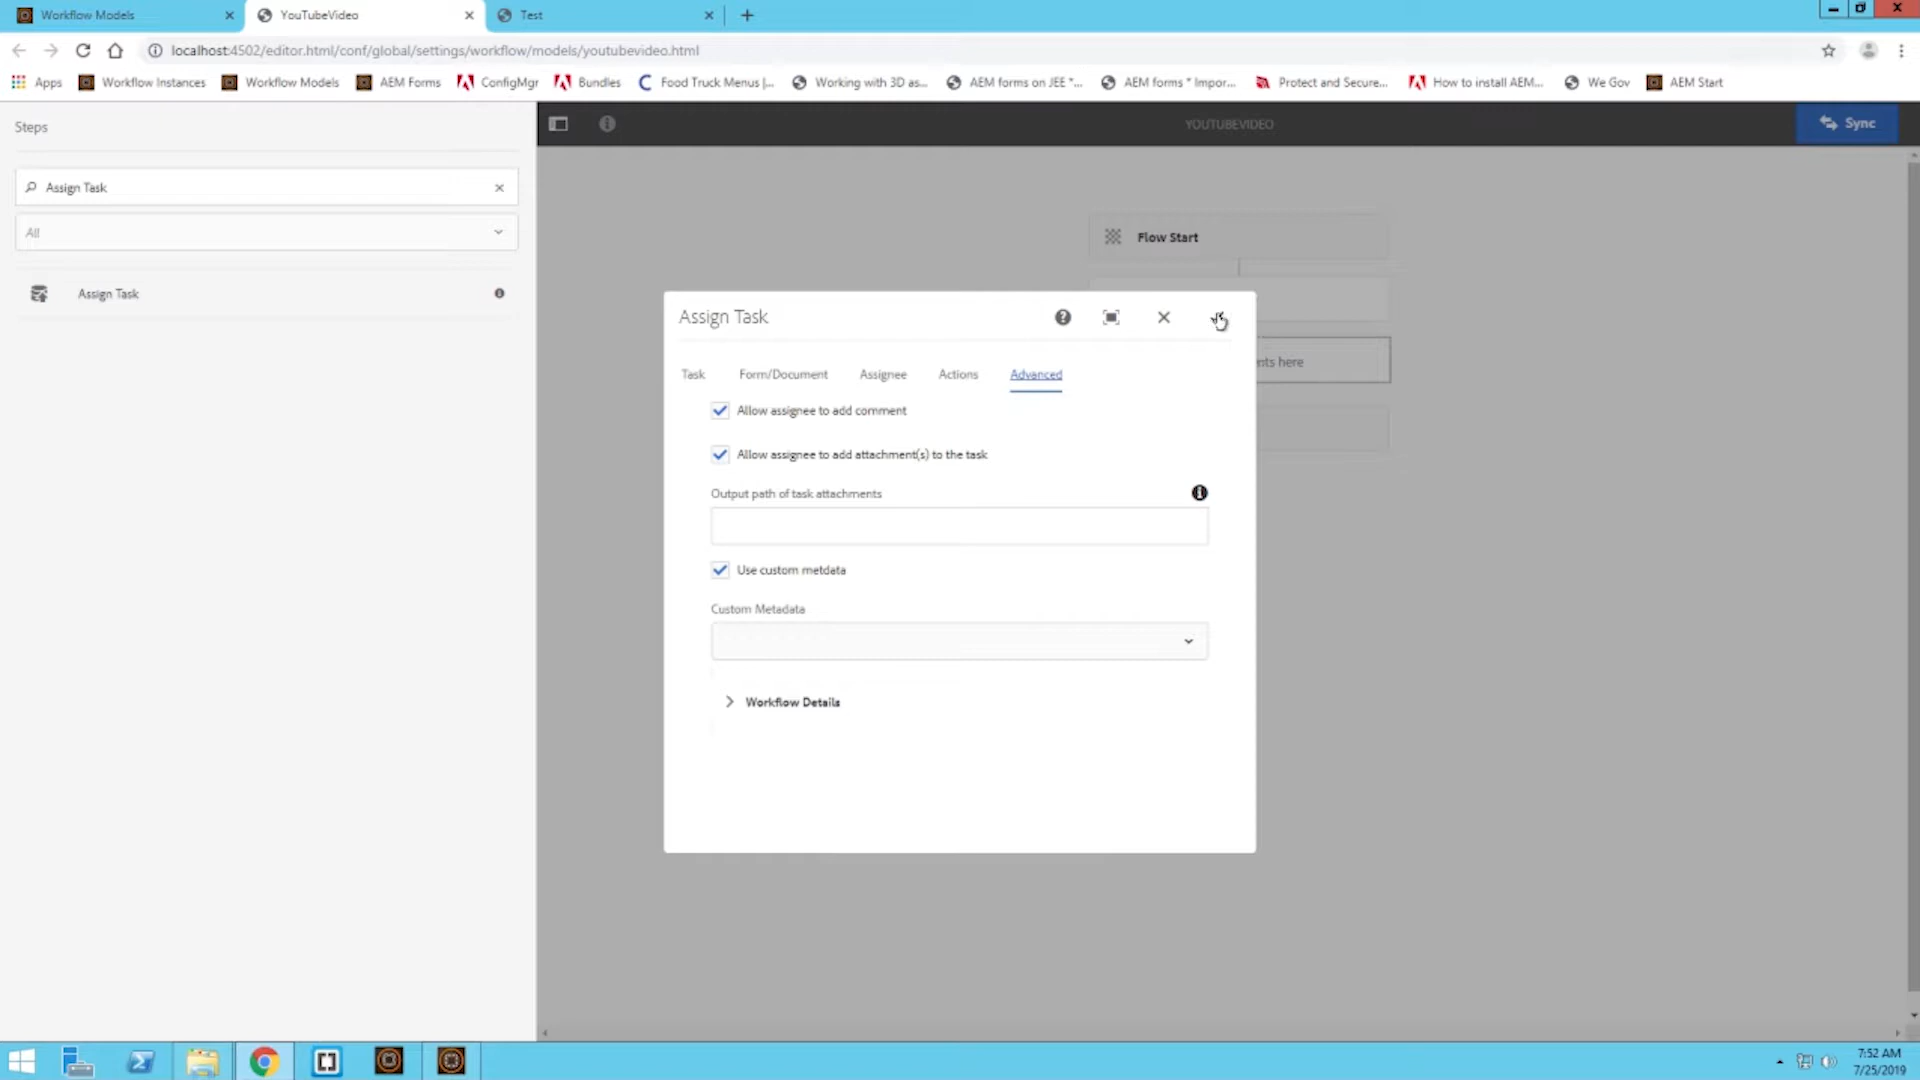 Workflow Models
YouTubeVideo
Test
localhost:4502/editor.html/conf/global/settings/workflow/models/youtubevideo.html
Apps
Workflow Instances
Workflow Models
AEM Forms
ConfigMgr
Bundles
Food Truck Menus |...
Working with 3D as...
AEM forms on JEE "...
AEM forms * Impor...
Protect and Secure...
How to install AEM...
We Gov
AEM Start
Steps
YOUTUBEVIDEO
Sync
Assign Task
All
Assign Task
Flow Start
nts here
Assign Task
Task
Form/Document
Assignee
Actions
Advanced
Allow assignee to add comment
Allow assignee to add attachment(s) to the task
Output path of task attachments
Use custom metdata
Custom Metadata
Workflow Details
7:52 AM
7/25/2019